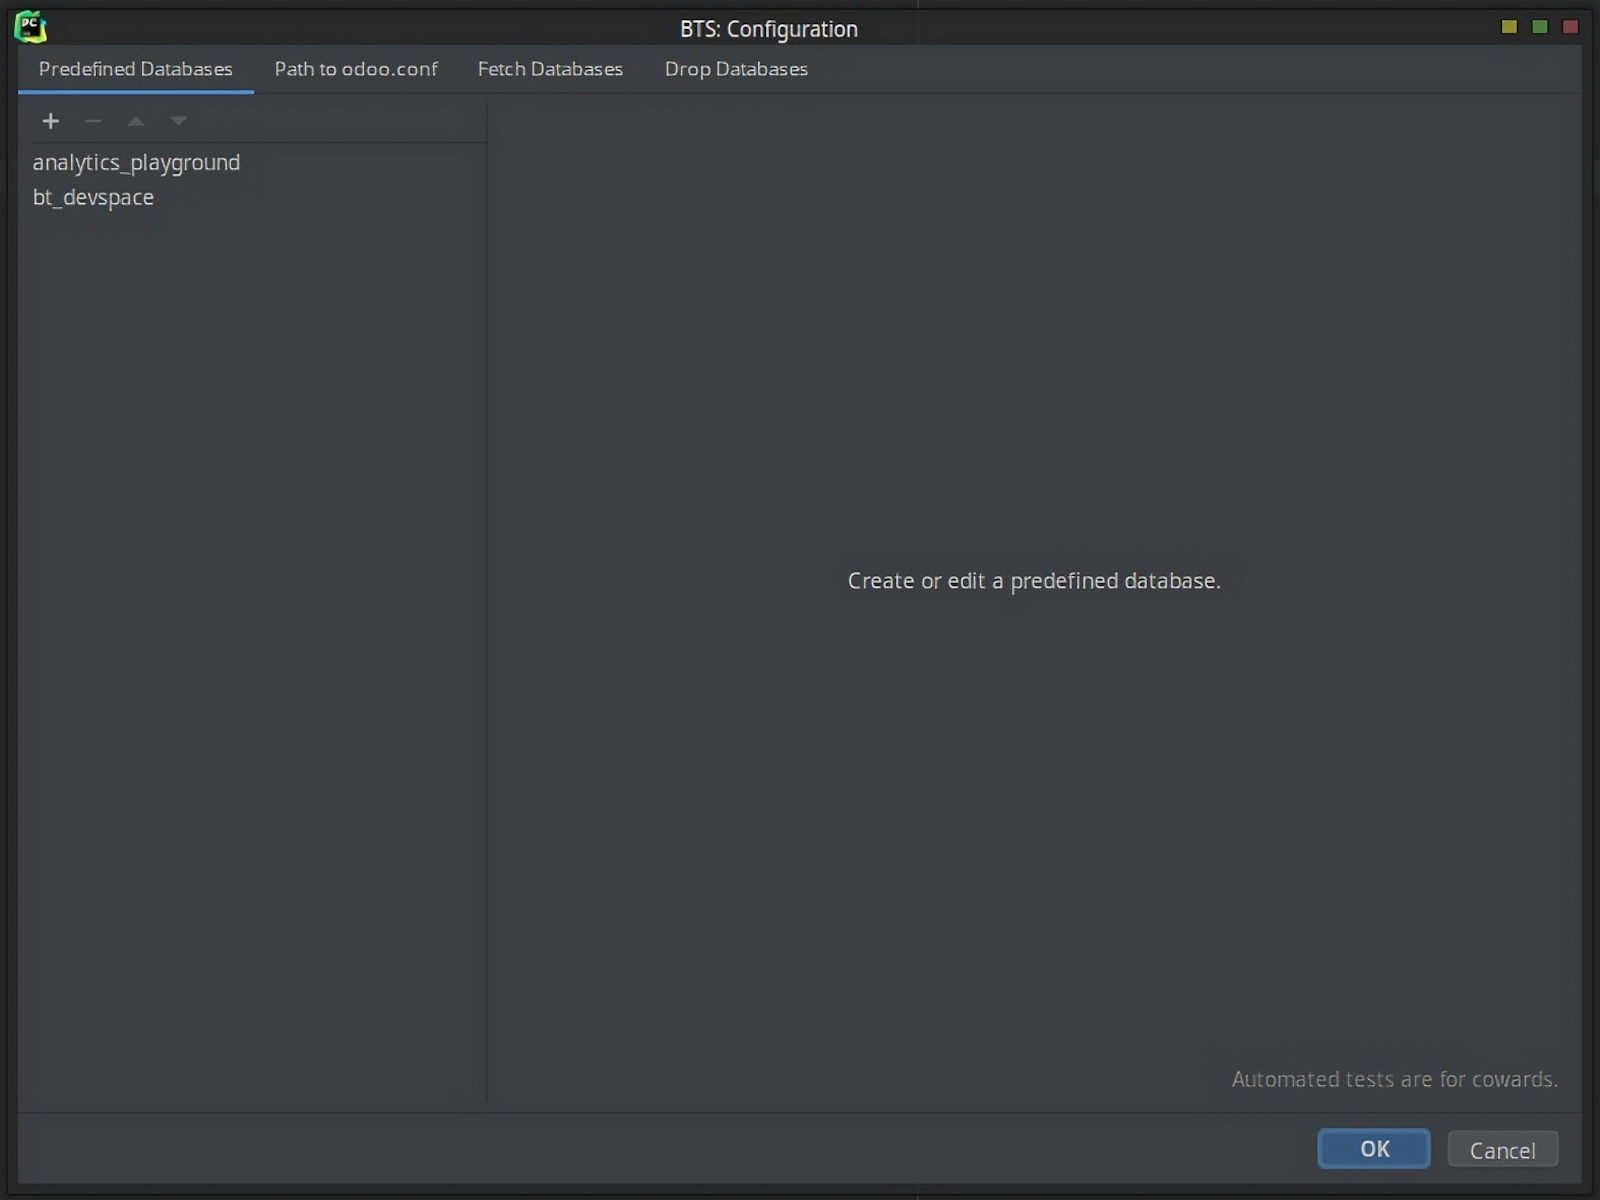 PC
BTS: Configuration
Predefined Databases
Path to odoo.conf
Fetch Databases
Drop Databases
analytics_playground
bt_devspace
Create or edit a predefined database.
Automated tests are for cowards.
OK
Cancel